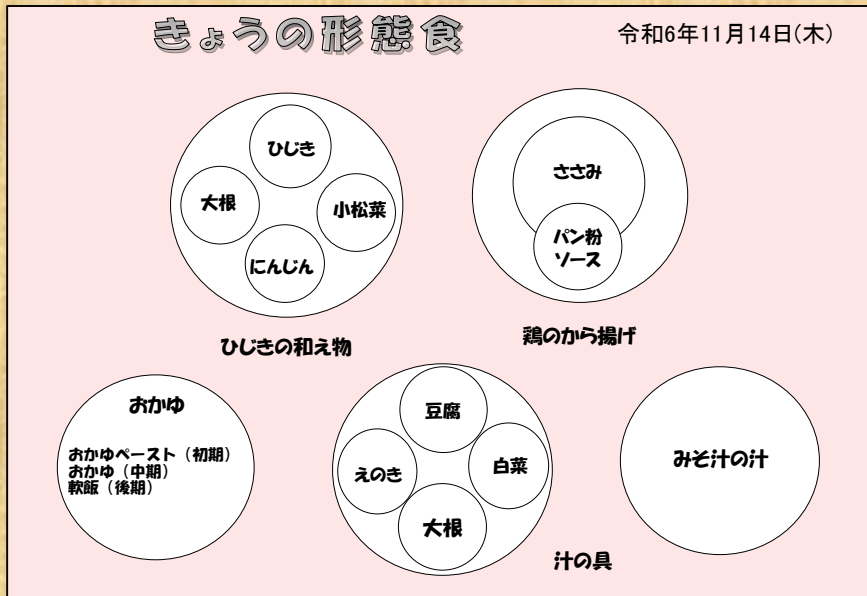 きょうの形態食
令和6年11月14日(木)
ひじき
大根
小松菜
にんじん
ひじきの和え物
ささみ
パン粉
ソース
鶏のから揚げ
おかゆ
おかゆペースト（初期）
おかゆ（中期）
軟飯（後期）
豆腐
えのき
白菜
大根
汁の具
みそ汁の汁